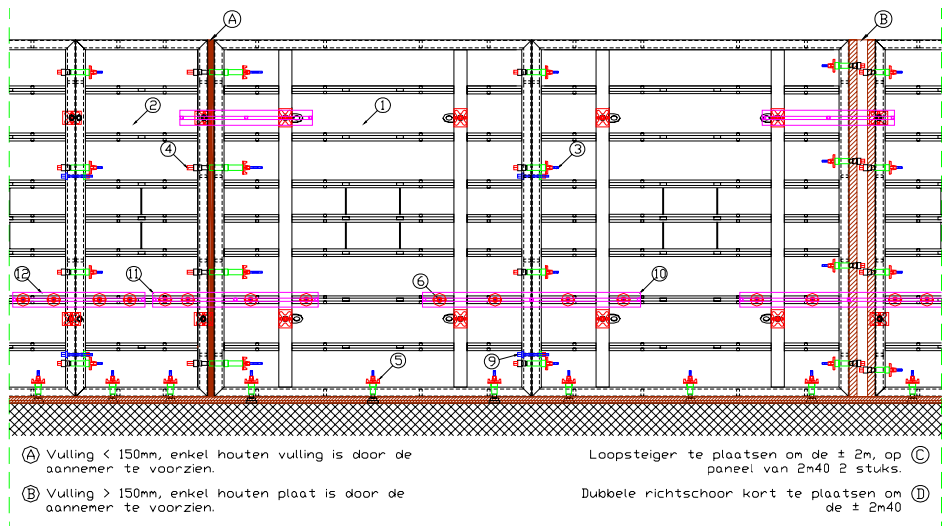 A
B
2
1
4
3
12
11
6
10
5
9
A Vulling < 150mm, enkel houten vulling is door de
aannemer te voorzien.
B Vulling > 150mm, enkel houten plaat is door de
aannemer te voorzien.
Loopsteiger te plaatsen om de ± 2m, op C
paneel van 2m40 2 stuks.
Dubbele richtschoor kort te plaatsen om D
de ± 2m40